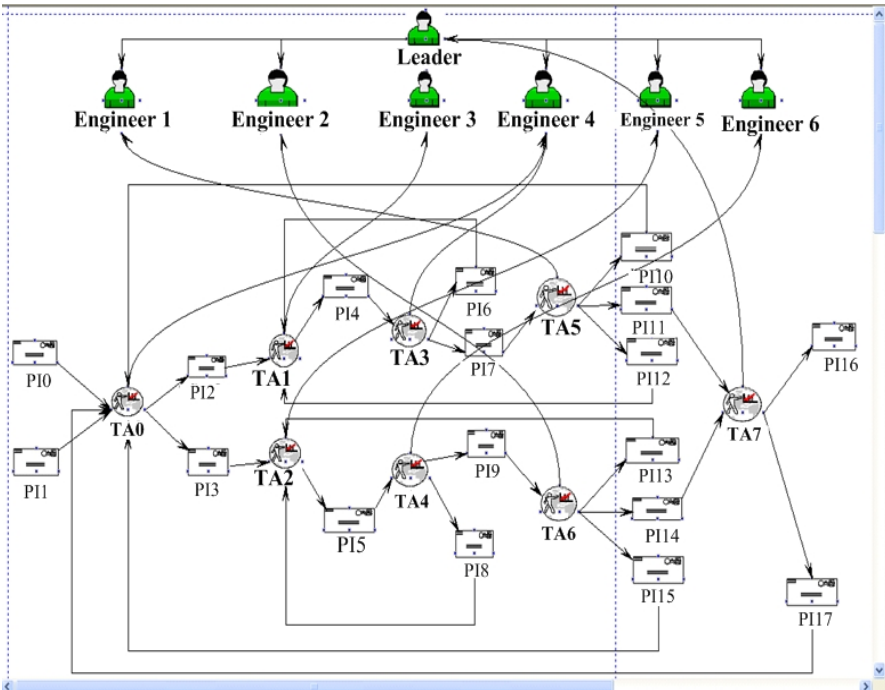 Leader
Engineer 1
Engineer 2
Engineer 3
Engineer 4
Engineer 5
Engineer 6
PI10
PI4
PI6
PI11
TA5
PI0
TA1
TA3
PI7
PI12
PI16
PI2
TA0
TA7
PI1
PI3
TA2
TA4
PI9
PI13
PI5
TA6
PI14
PI8
PI15
PI17